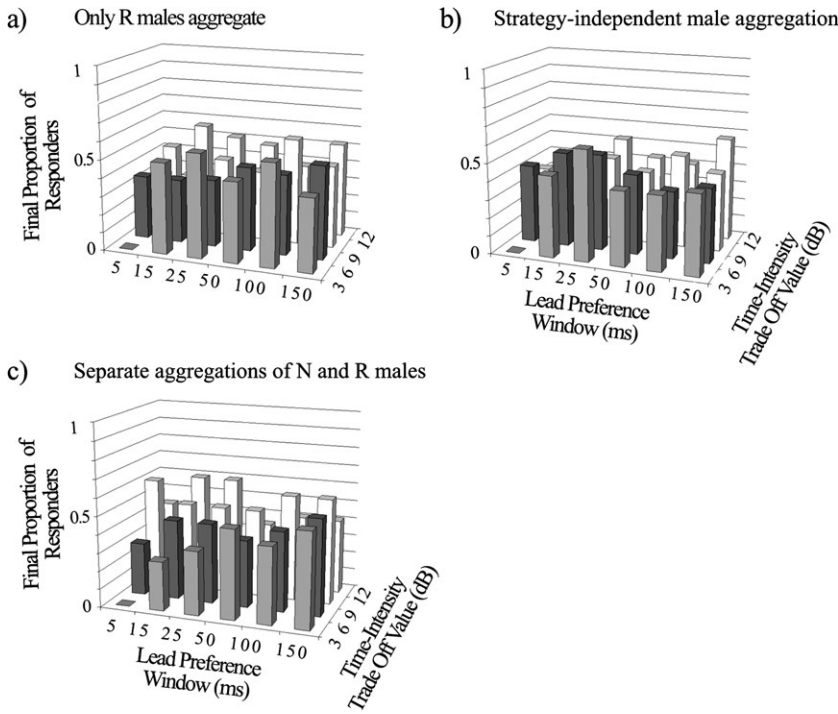 a) Only R males aggregate
1
0.5
0
Final Proportion of
Responders
5 15 25 50 100 150
3 6 9 12
b) Strategy-independent male aggregation
1
0.5
0
5 15 25 50 100 150
Lead Preference
Window (ms)
3 6 9 12
Time-Intensity
Trade Off Value (dB)
c) Separate aggregations of N and R males
1
0.5
0
Final Proportion of
Responders
5 15 25 50 100 150
Lead Preference
Window (ms)
3 6 9 12
Time-Intensity
Trade Off Value (dB)